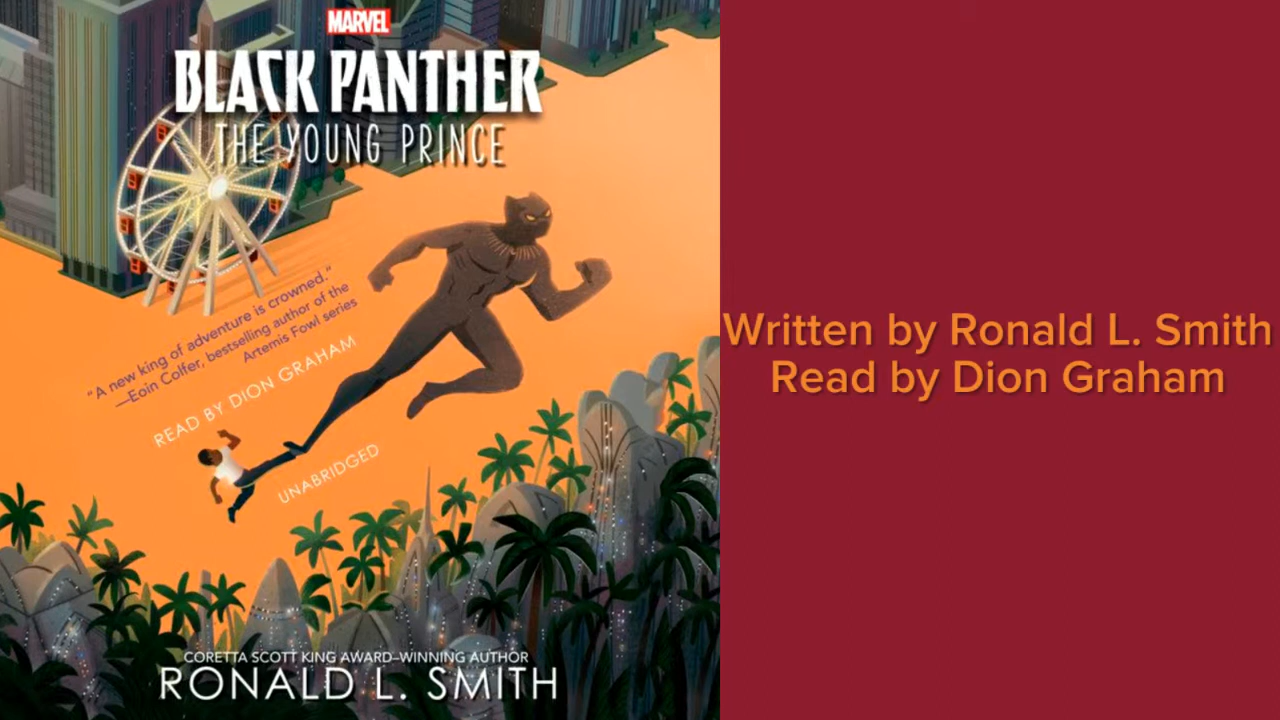 MARVEL
BLACK PANTHER
THE YOUNG PRINCE
“A new king of adventure is crowned.”
—Eoin Colfer, bestselling author of the
Artemis Fowl series
READ BY DION GRAHAM
UNABRIDGED
CORETTA SCOTT KING AWARD–WINNING AUTHOR
RONALD L. SMITH
Written by Ronald L. Smith
Read by Dion Graham